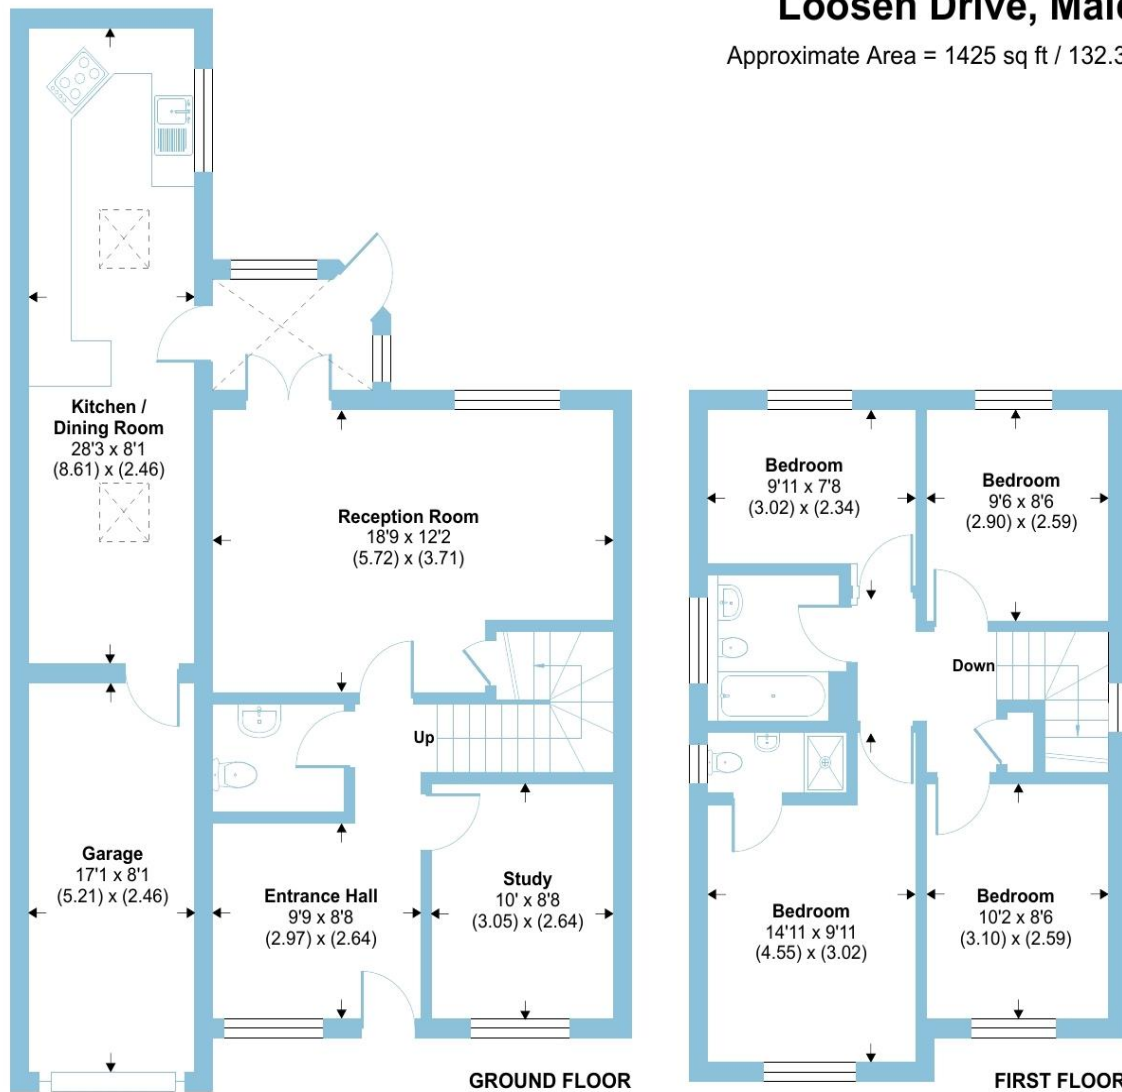 Loosen Drive, Maid
Approximate Area = 1425 sq ft / 132.3
Kitchen /
Dining Room
28'3 x 8'1
(8.61) x (2.46)
Reception Room
18'9 x 12'2
(5.72) x (3.71)
Up
Garage
17'1 x 8'1
(5.21) x (2.46)
Entrance Hall
9'9 x 8'8
(2.97) x (2.64)
Study
10' x 8'8
(3.05) x (2.64)
GROUND FLOOR
Bedroom
9'11 x 7'8
(3.02) x (2.34)
Bedroom
9'6 x 8'6
(2.90) x (2.59)
Down
Bedroom
14'11 x 9'11
(4.55) x (3.02)
Bedroom
10'2 x 8'6
(3.10) x (2.59)
FIRST FLOOR